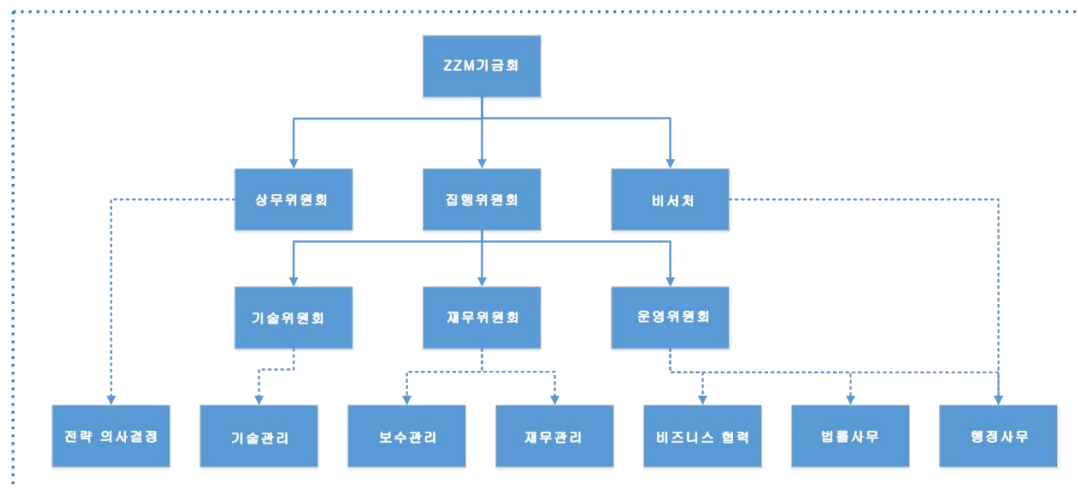 ZZM기금회
상무위원회
집행위원회
비서처
기술위원회
재무위원회
운영위원회
전략 의사결정
기술관리
보수관리
재무관리
비즈니스 협력
법률사무
행정사무